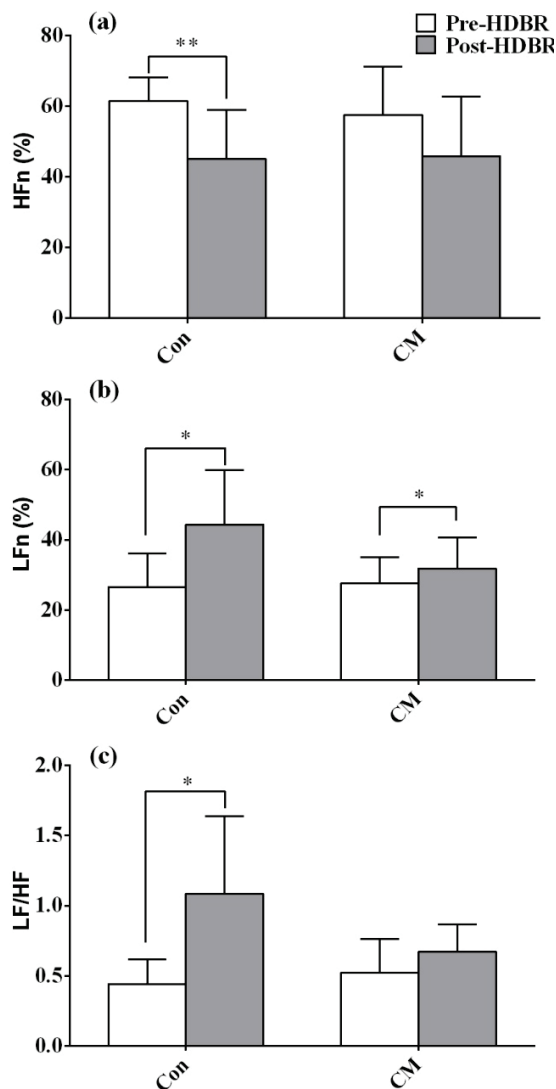 (a)
Pre-HDBR
Post-HDBR
**
80
60
40
20
0
HFn (%)
Con
CM
(b)
80
60
40
20
0
LFn (%)
*
*
Con
CM
(c)
2.0
1.5
1.0
0.5
0.0
LF/HF
*
Con
CM